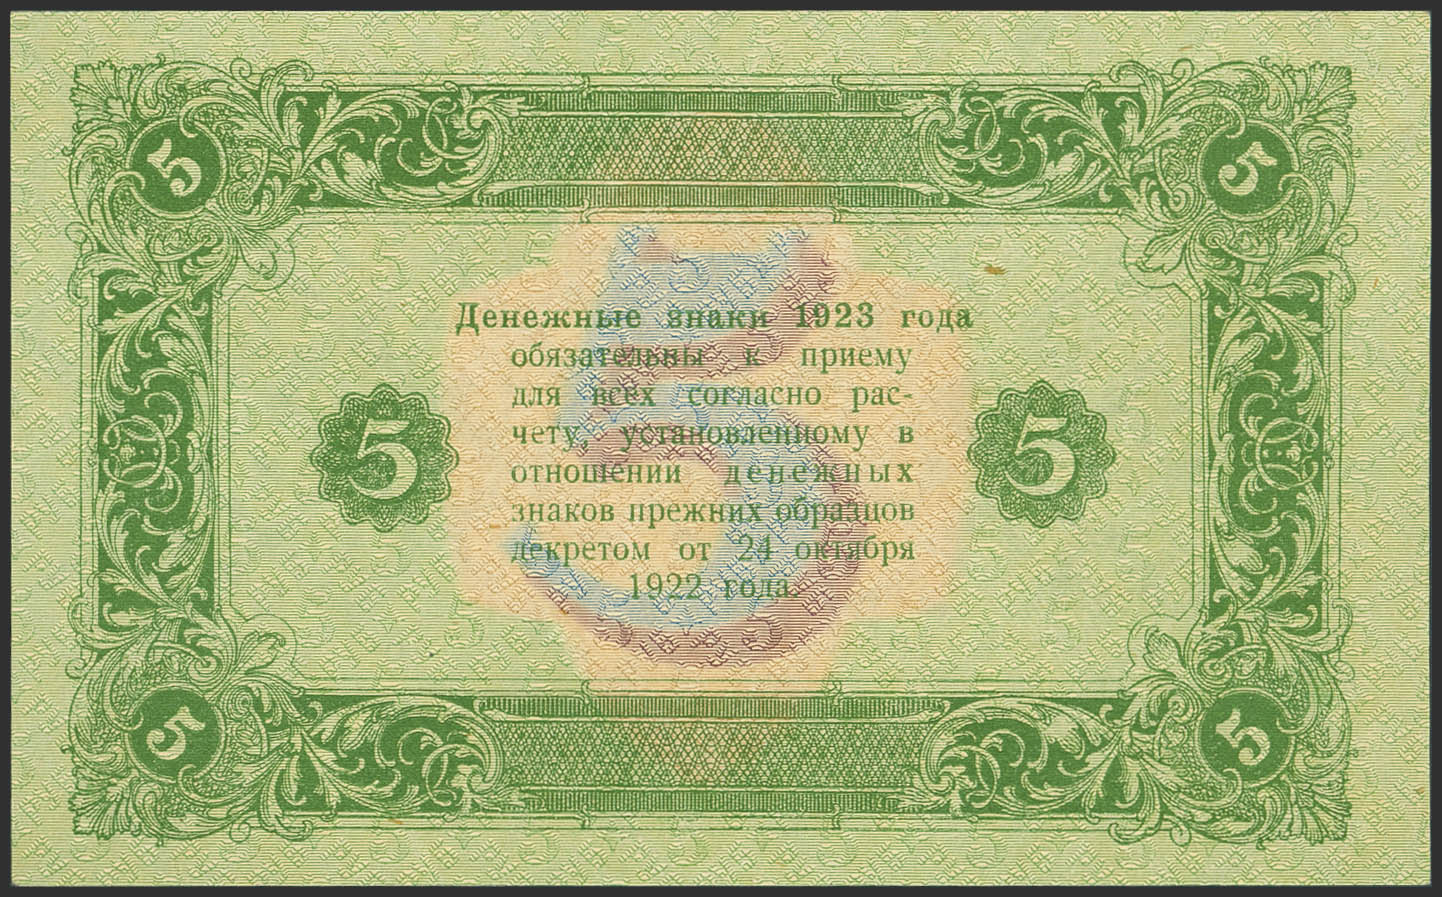 5 5
Денежные знаки 1923 года
обязательны к приему
для всех согласно рас-
чету, установленному в
отношении денежных
знаков прежних образцов
декретом от 24 октября
1922 года.
5 5 5
5 5